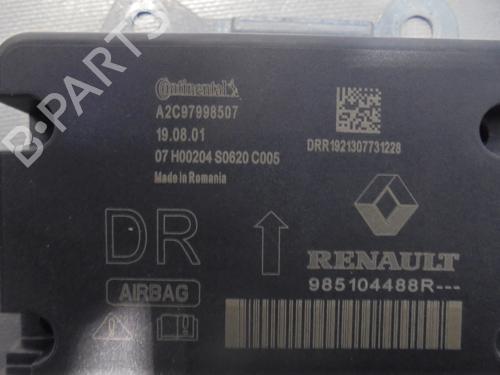 Continental
A2C97998507
19.08.01
07 H00204 S0620 C005
Made in Romania
DRR1921307731228
DR
AIRBAG
RENAULT
985104488R---
B-PARTS